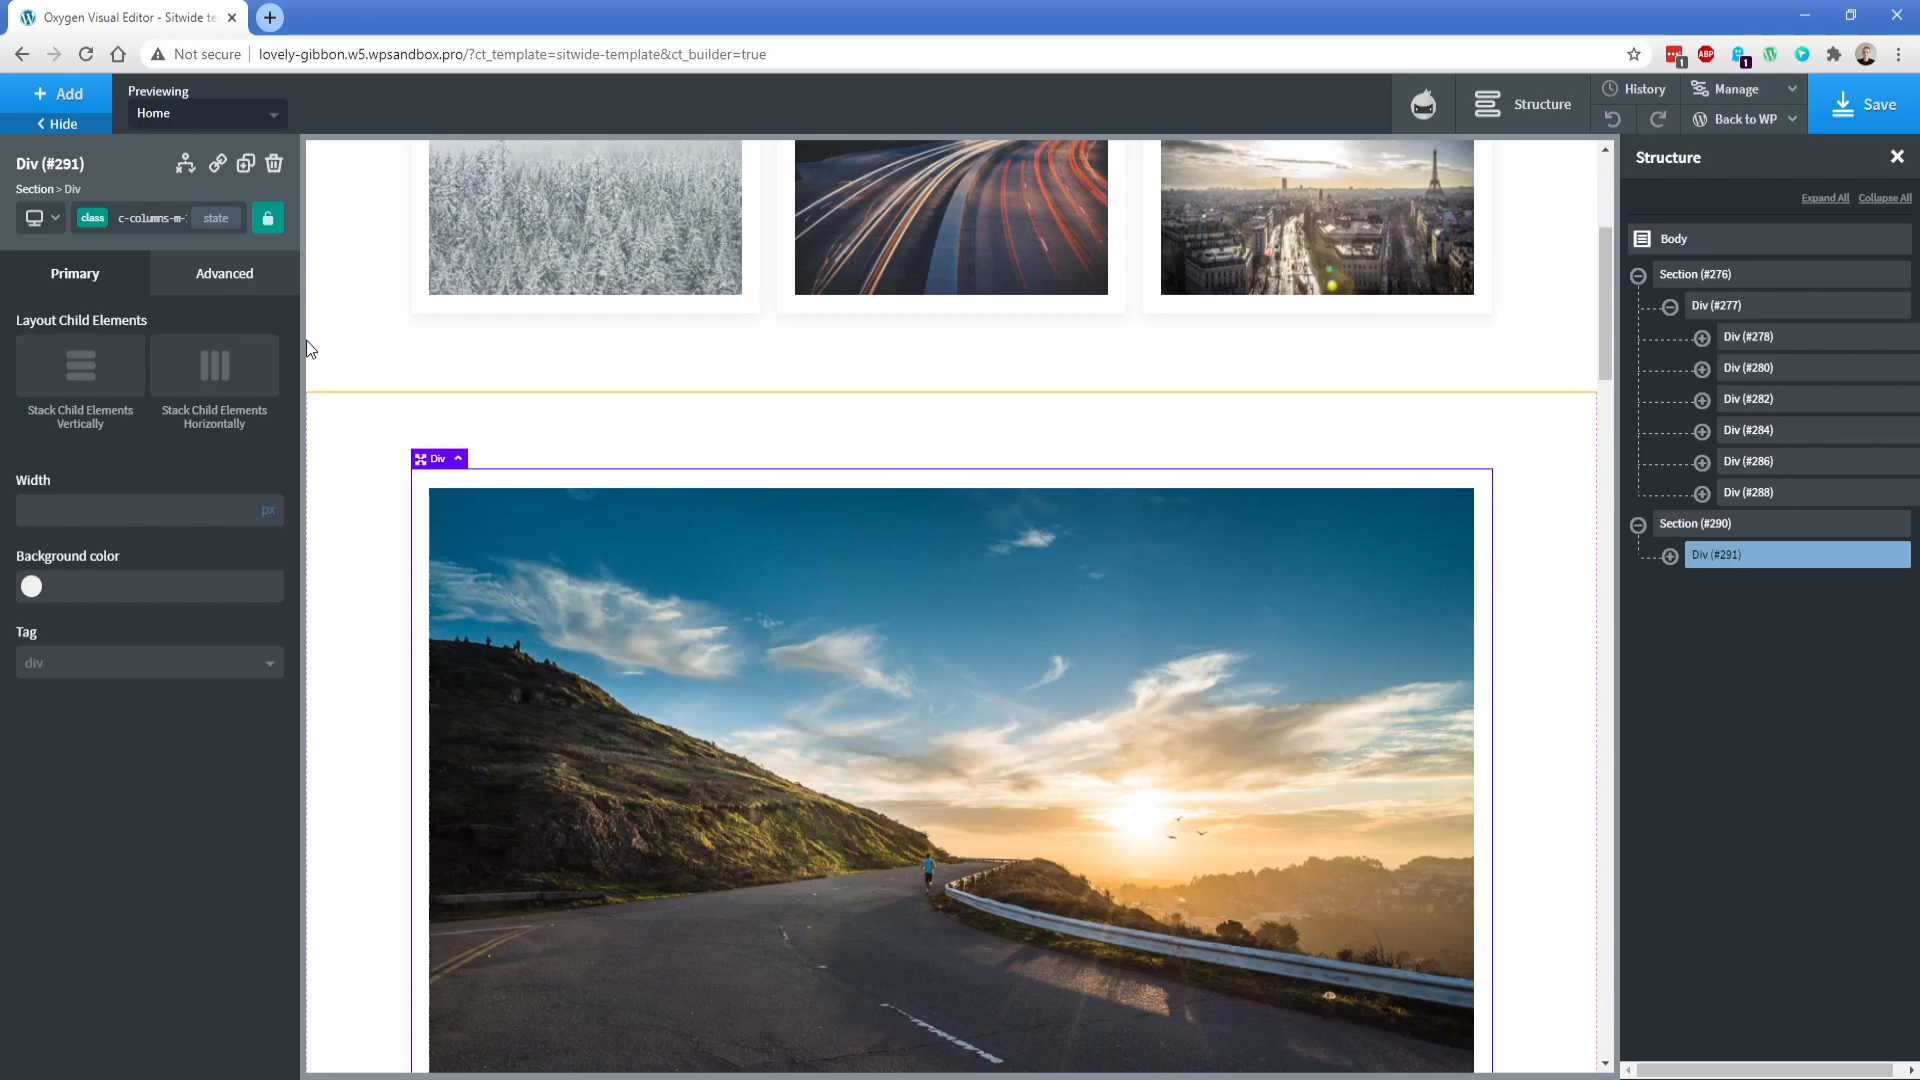 Oxygen Visual Editor - Sitwide te
Not secure
lovely-gibbon.w5.wpsandbox.pro/?ct_template=sitwide-template&ct_builder=true
1
ABP
1
+ Add
Hide
Previewing
Home
Structure
History
Manage
Back to WP
Save
Div (#291)
Section > Div
class
c-columns-m-
state
Primary
Advanced
Layout Child Elements
Stack Child Elements
Vertically
Stack Child Elements
Horizontally
Width
px
Background color
Tag
div
Div
Structure
Expand All
Collapse All
Body
Section (#276)
Div (#277)
Div (#278)
Div (#280)
Div (#282)
Div (#284)
Div (#286)
Div (#288)
Section (#290)
Div (#291)